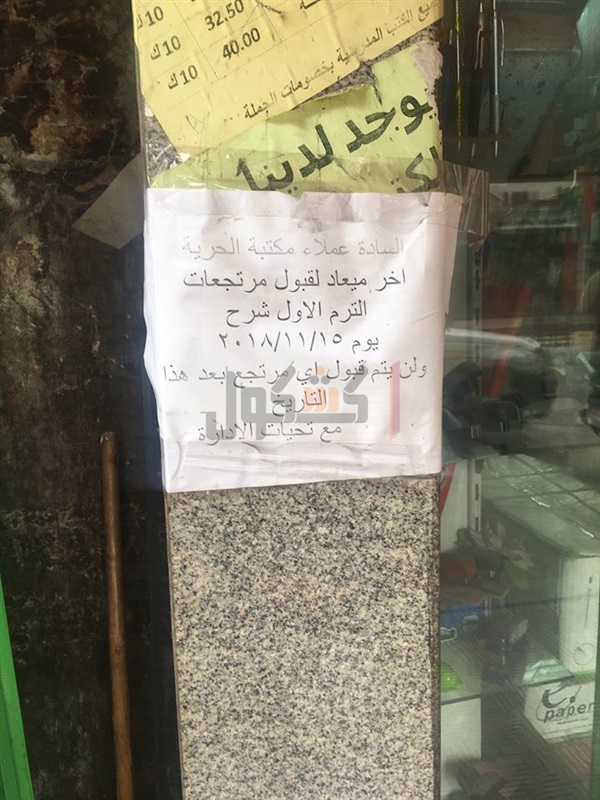 32.50
10 ك
40.00
10 ك
10 ك
يع الكتب المدرسية بخصومات الحملة
يوجد لدينا
السادة عملاء مكتبة الحرية
اخر ميعاد لقبول مرتجعات
الترم الاول شرح
يوم ٢٠١٨/١١/١٥
ولن يتم قبول اي مرتجع بعد هذا
التاريخ
مع تحيات الادارة
كشكول
e.
paper